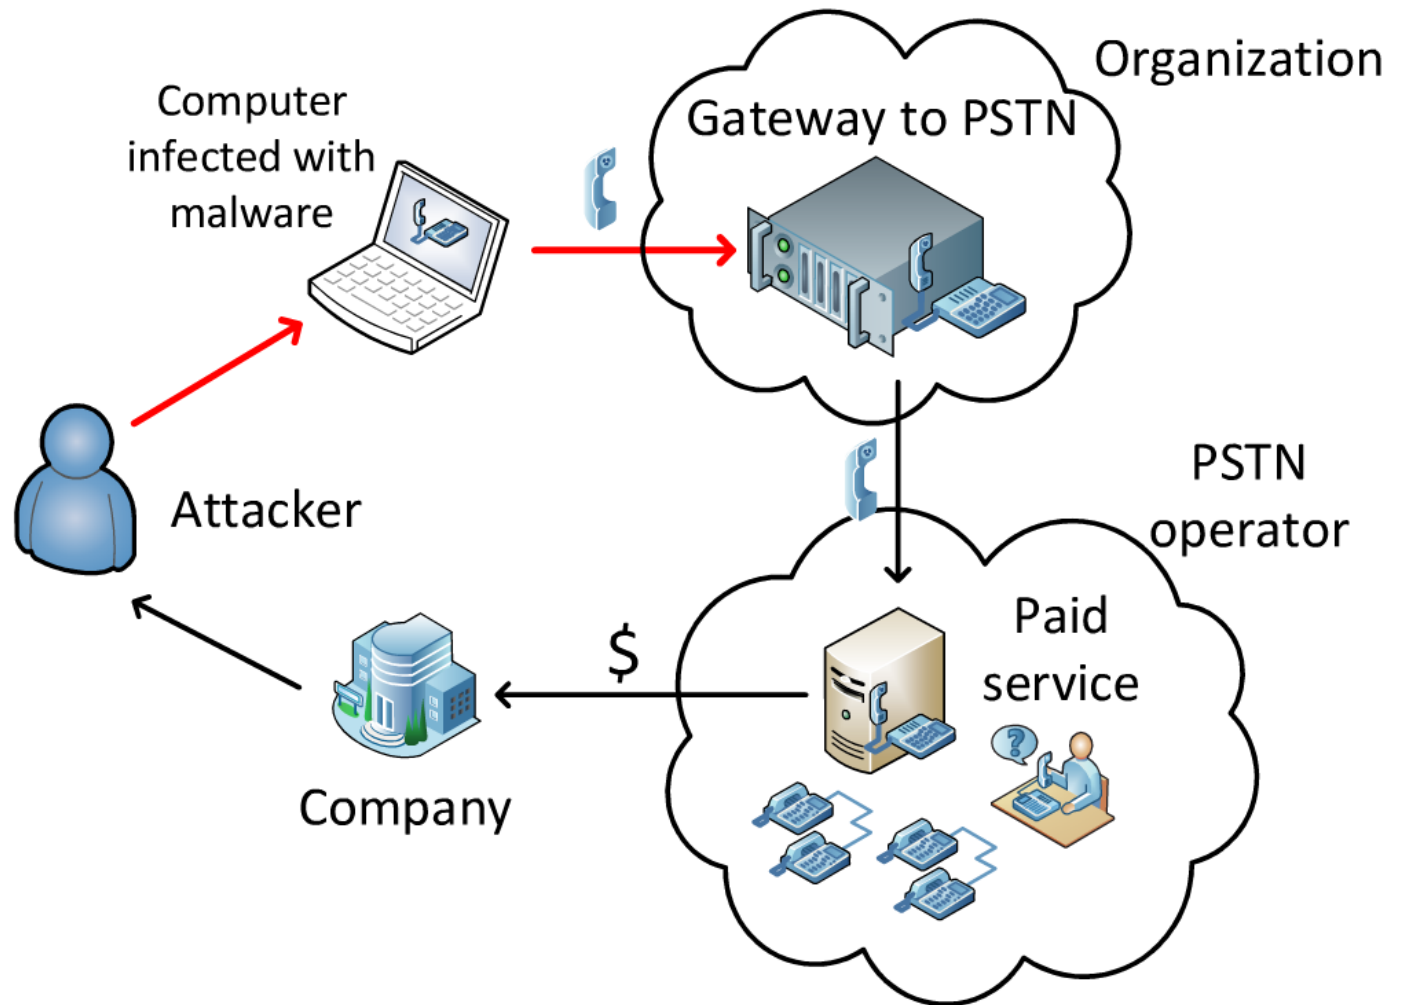 Organization
Gateway to PSTN
Computer
infected with
malware
Attacker
PSTN
operator
Paid
service
$
?
Company